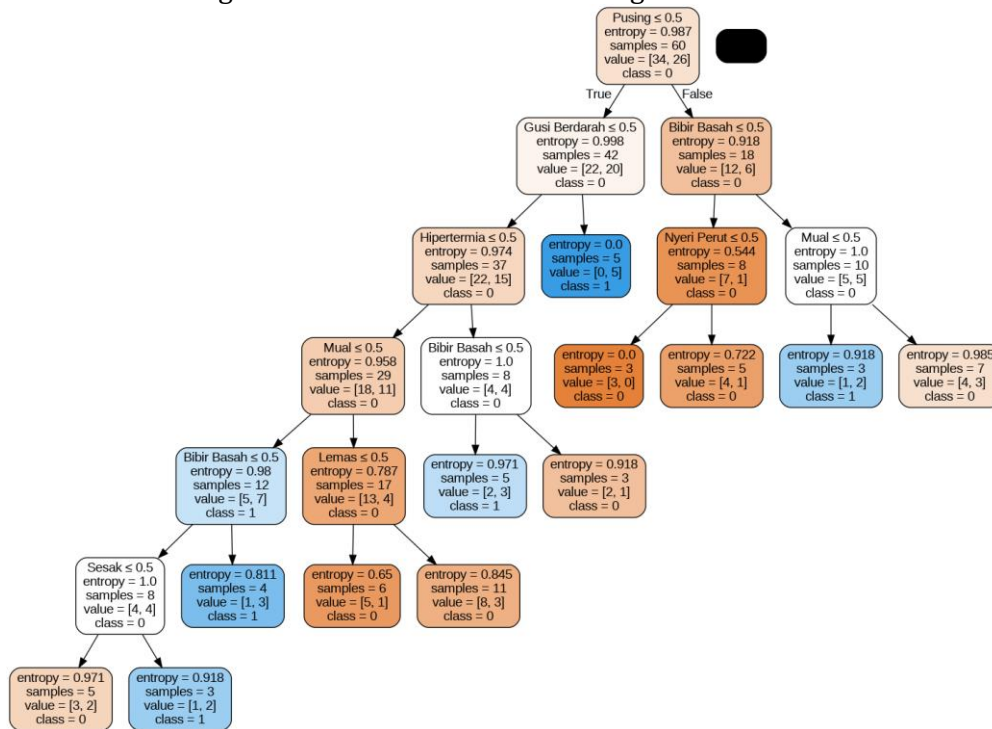 Pusing ≤ 0.5
entropy = 0.987
samples = 60
value = [34, 26]
class = 0
True
False
Gusi Berdarah ≤ 0.5
entropy = 0.998
samples = 42
value = [22, 20]
class = 0
Bibir Basah ≤ 0.5
entropy = 0.918
samples = 18
value = [12, 6]
class = 0
Hipertermia ≤ 0.5
entropy = 0.974
samples = 37
value = [22, 15]
class = 0
entropy = 0.0
samples = 5
value = [0, 5]
class = 1
Nyeri Perut ≤ 0.5
entropy = 0.544
samples = 8
value = [7, 1]
class = 0
Mual ≤ 0.5
entropy = 1.0
samples = 10
value = [5, 5]
class = 0
Mual ≤ 0.5
entropy = 0.958
samples = 29
value = [18, 11]
class = 0
Bibir Basah ≤ 0.5
entropy = 1.0
samples = 8
value = [4, 4]
class = 0
entropy = 0.0
samples = 3
value = [3, 0]
class = 0
entropy = 0.722
samples = 5
value = [4, 1]
class = 0
entropy = 0.918
samples = 3
value = [1, 2]
class = 1
entropy = 0.985
samples = 7
value = [4, 3]
class = 0
Bibir Basah ≤ 0.5
entropy = 0.98
samples = 12
value = [5, 7]
class = 1
Lemas ≤ 0.5
entropy = 0.787
samples = 17
value = [13, 4]
class = 0
entropy = 0.971
samples = 5
value = [2, 3]
class = 1
entropy = 0.918
samples = 3
value = [2, 1]
class = 0
Sesak ≤ 0.5
entropy = 1.0
samples = 8
value = [4, 4]
class = 0
entropy = 0.811
samples = 4
value = [1, 3]
class = 1
entropy = 0.65
samples = 6
value = [5, 1]
class = 0
entropy = 0.845
samples = 11
value = [8, 3]
class = 0
entropy = 0.971
samples = 5
value = [3, 2]
class = 0
entropy = 0.918
samples = 3
value = [1, 2]
class = 1